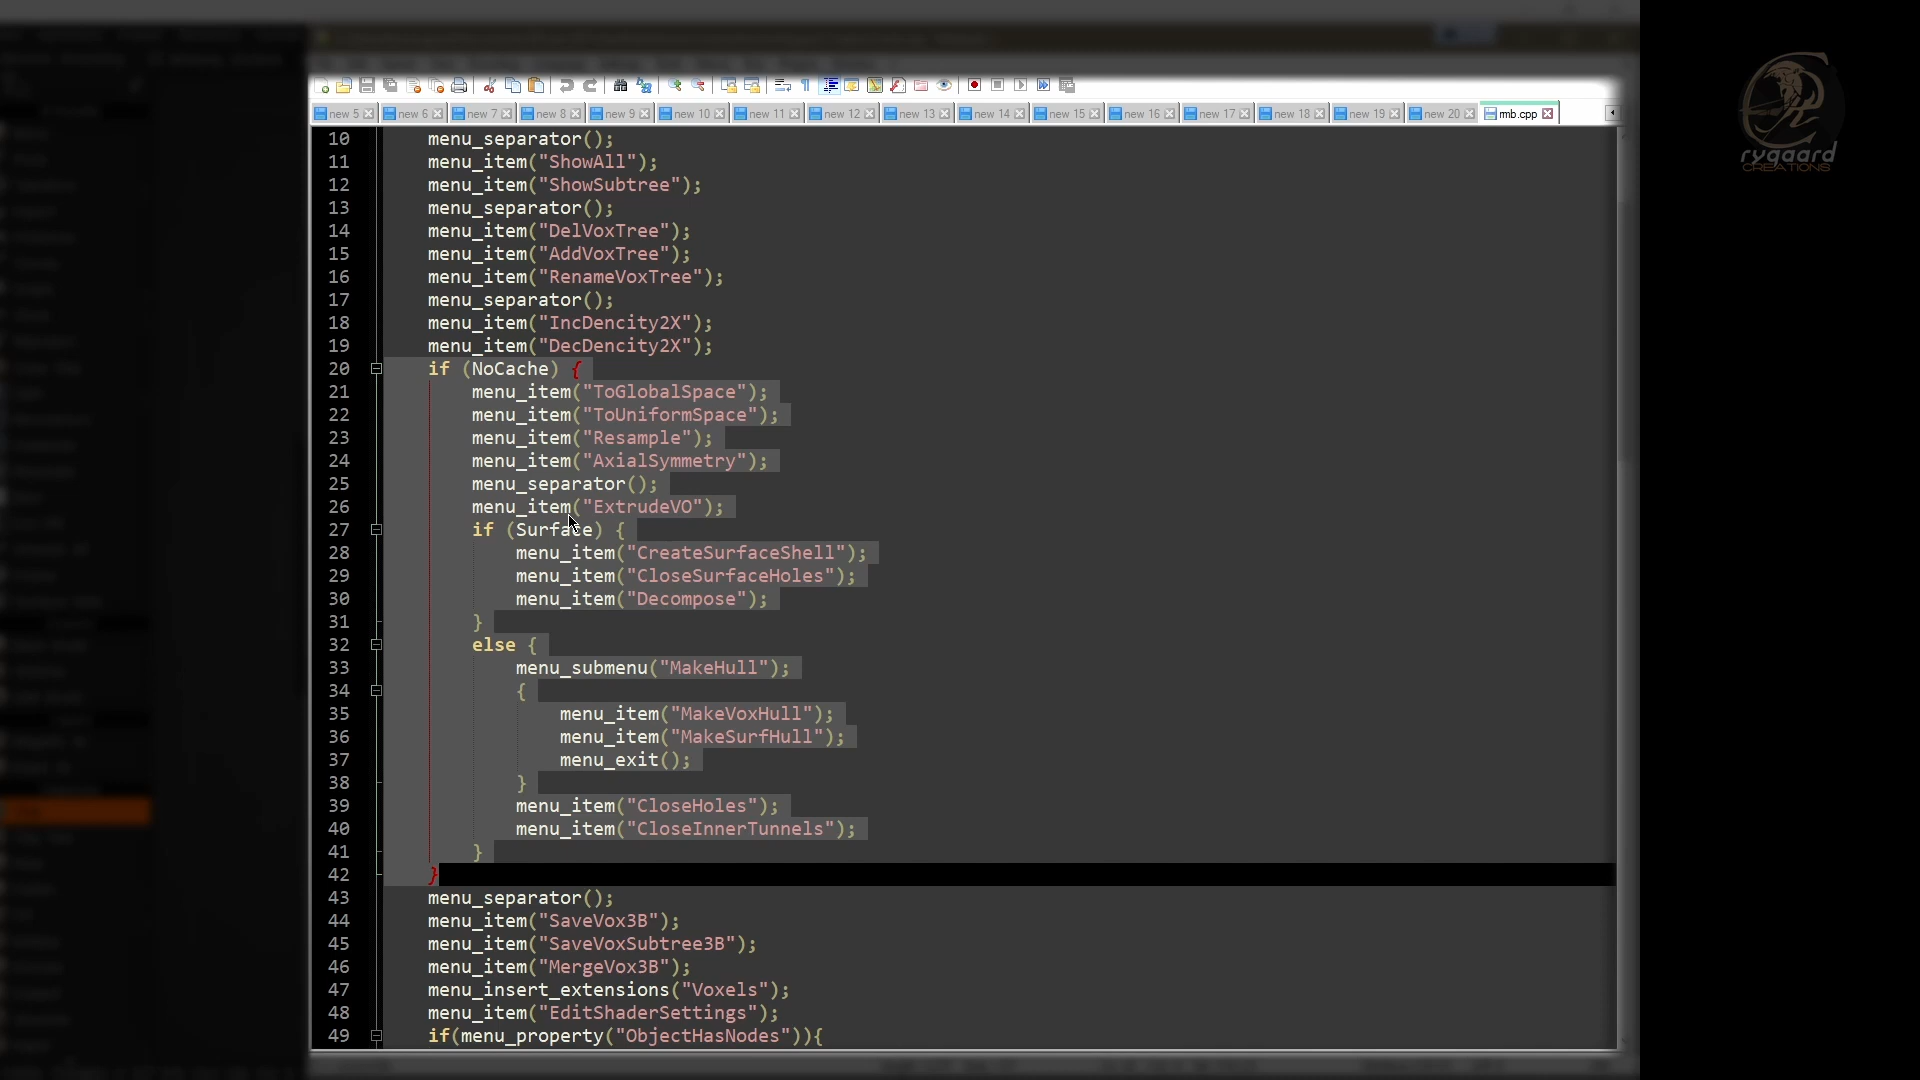 new 5 new 6 new 7 new 8 new 9 new 10 new 11 new 12 new 13 new 14 new 15 new 16 new 17 new 18 new 19 new 20 rmb.cpp
rygaard
CREATIONS
10 menu_separator();
11 menu_item("ShowAll");
12 menu_item("ShowSubtree");
13 menu_separator();
14 menu_item("DelVoxTree");
15 menu_item("AddVoxTree");
16 menu_item("RenameVoxTree");
17 menu_separator();
18 menu_item("IncDencity2X");
19 menu_item("DecDencity2X");
20 if (NoCache) {
21 menu_item("ToGlobalSpace");
22 menu_item("ToUniformSpace");
23 menu_item("Resample");
24 menu_item("AxialSymmetry");
25 menu_separator();
26 menu_item("ExtrudeVO");
27 if (Surface) {
28 menu_item("CreateSurfaceShell");
29 menu_item("CloseSurfaceHoles");
30 menu_item("Decompose");
31 }
32 else {
33 menu_submenu("MakeHull");
34 {
35 menu_item("MakeVoxHull");
36 menu_item("MakeSurfHull");
37 menu_exit();
38 }
39 menu_item("CloseHoles");
40 menu_item("CloseInnerTunnels");
41 }
42 }
43 menu_separator();
44 menu_item("SaveVox3B");
45 menu_item("SaveVoxSubtree3B");
46 menu_item("MergeVox3B");
47 menu_insert_extensions("Voxels");
48 menu_item("EditShaderSettings");
49 if(menu_property("ObjectHasNodes")){